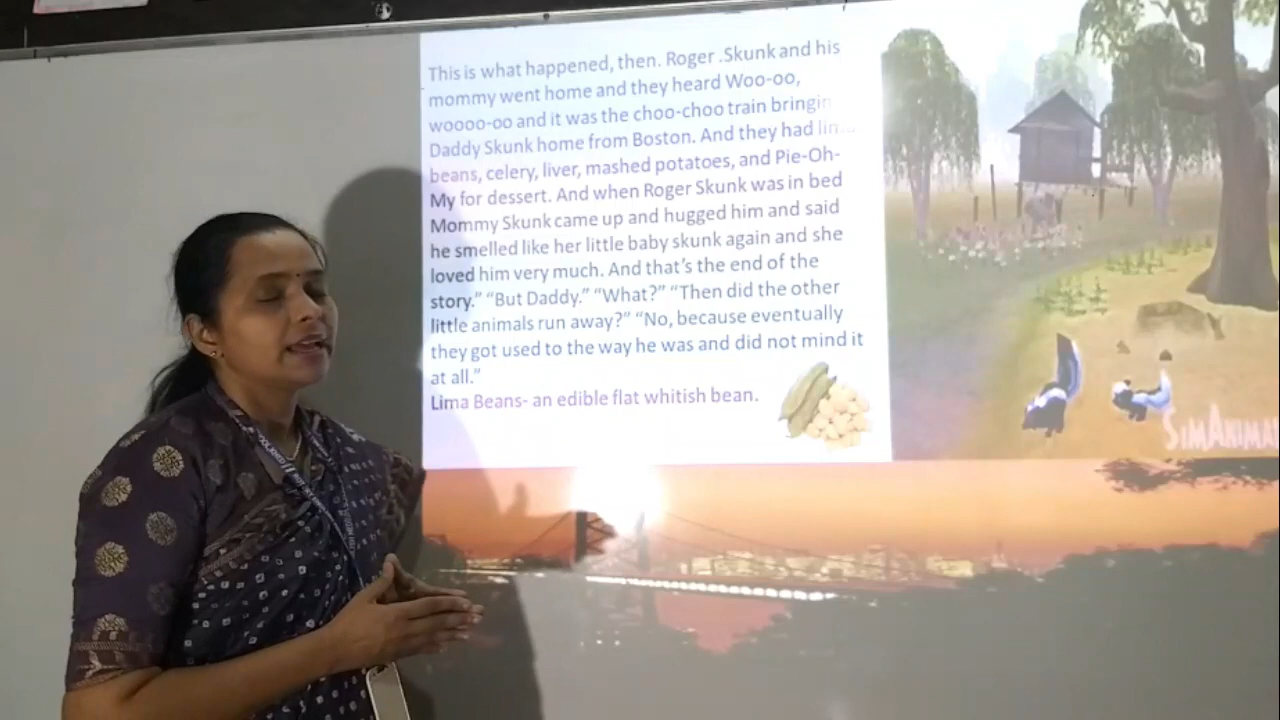 This is what happened, then. Roger .Skunk and his
mommy went home and they heard Woo-oo,
woooo-oo and it was the choo-choo train bringin
Daddy Skunk home from Boston. And they had
beans, celery, liver, mashed potatoes, and Pie-Oh-
My for dessert. And when Roger Skunk was in bed
Mommy Skunk came up and hugged him and said
he smelled like her little baby skunk again and she
loved him very much. And that's the end of the
story.” “But Daddy.” “What?” “Then did the other
little animals run away?” “No, because eventually
they got used to the way he was and did not mind it
at all.”
Lima Beans- an edible flat whitish bean.